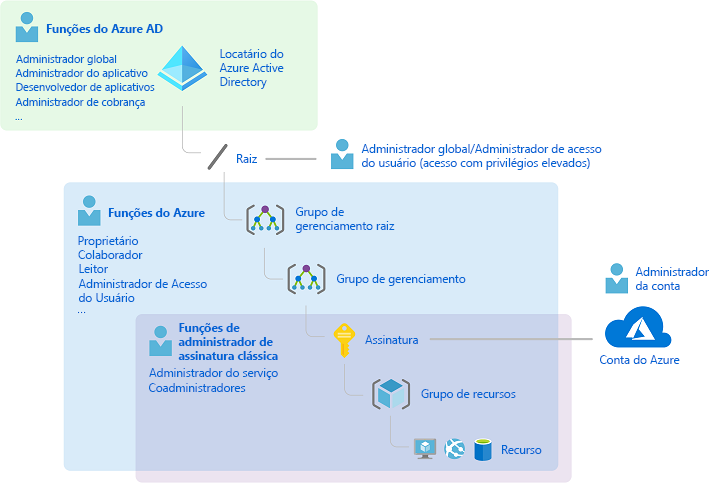 Funções do Azure AD
Administrador global
Administrador do aplicativo
Desenvolvedor de aplicativos
Administrador de cobrança
...
Locatário do
Azure Active
Directory
Raiz
Administrador global/Administrador de acesso
do usuário (acesso com privilégios elevados)
Funções do Azure
Proprietário
Colaborador
Leitor
Administrador de Acesso
do Usuário
...
Grupo de
gerenciamento raiz
Grupo de gerenciamento
Administrador
da conta
Funções de
administrador de
assinatura clássica
Administrador do serviço
Coadministradores
Assinatura
Conta do Azure
Grupo de recursos
Recurso